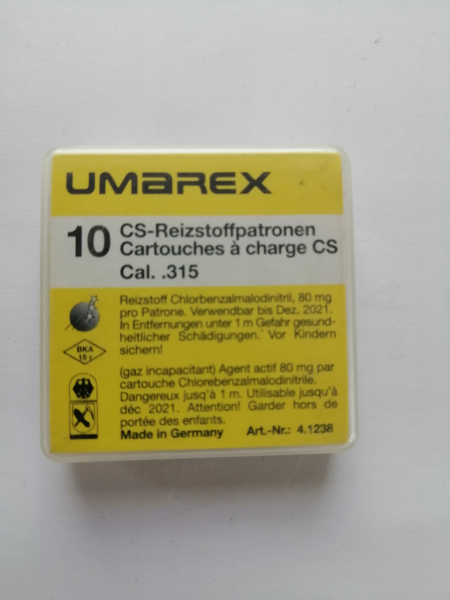 UMAREX
10 CS-Reizstoffpatronen
Cartouches à charge CS
Cal. .315
Reizstoff Chlorbenzalmalodinitril, 80 mg
pro Patrone. Verwendbar bis Dez. 2021.
In Entfernungen unter 1 m Gefahr gesund-
heitlicher Schädigungen. Vor Kindern
sichern!
BKA
15 r
(gaz incapacitant) Agent actif 80 mg par
cartouche Chlorebenzalmalodinitrile.
Dangereux jusq'à 1 m. Utilisable jusqu'à
déc 2021. Attention! Garder hors de
portée des enfants.
Made in Germany Art.-Nr.: 4.1238